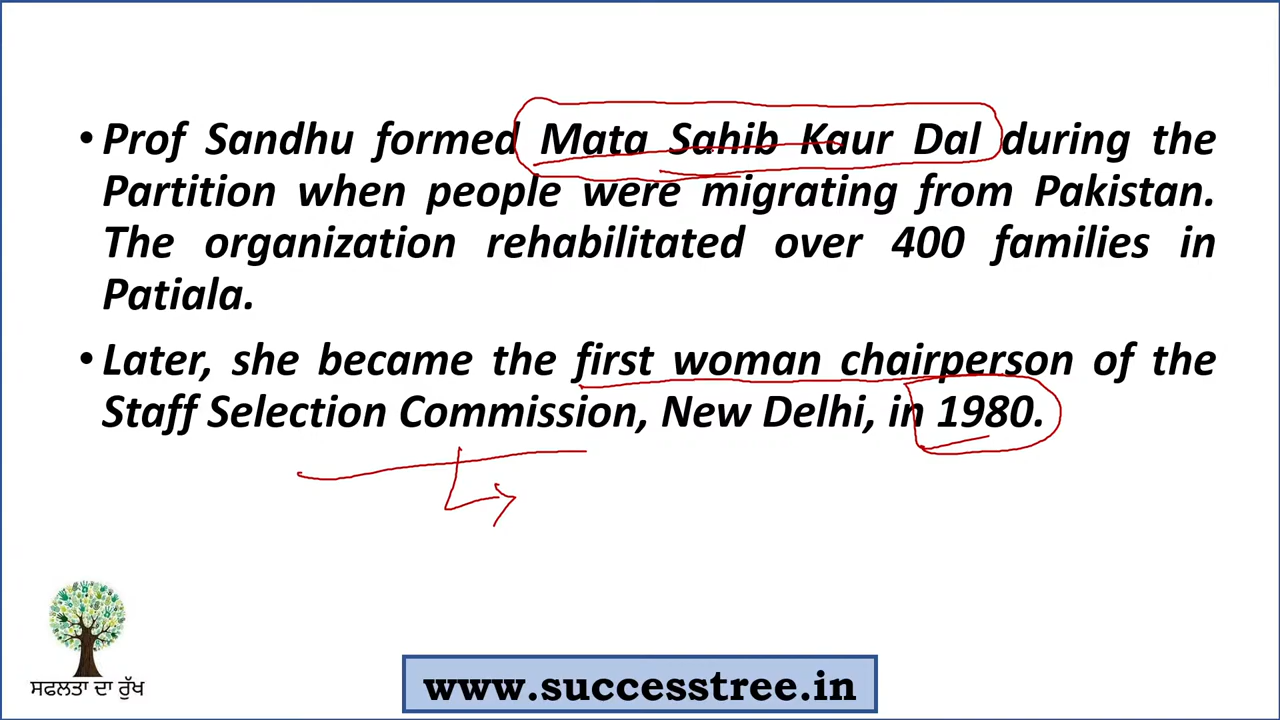 • Prof Sandhu formed Mata Sahib Kaur Dal during the
Partition when people were migrating from Pakistan.
The organization rehabilitated over 400 families in
Patiala.
• Later, she became the first woman chairperson of the
Staff Selection Commission, New Delhi, in 1980.
ਸਫਲਤਾ ਦਾ ਰੁੱਖ
www.successtree.in